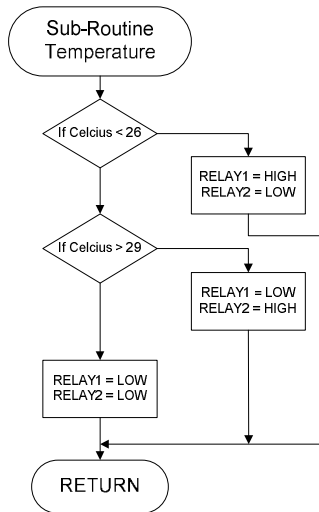 Sub-Routine
Temperature
If Celcius < 26
RELAY1 = HIGH
RELAY2 = LOW
If Celcius > 29
RELAY1 = LOW
RELAY2 = HIGH
RELAY1 = LOW
RELAY2 = LOW
RETURN